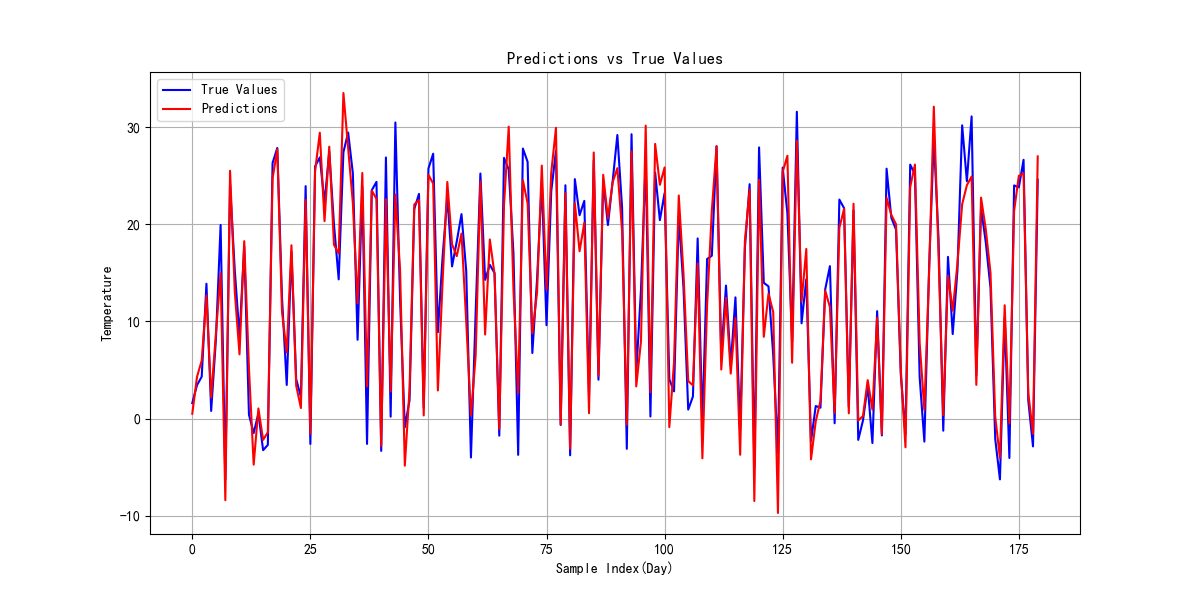 Predictions vs True Values
True Values
Predictions
Temperature
30
20
10
0
−10
0 25 50 75 100 125 150 175
Sample Index(Day)